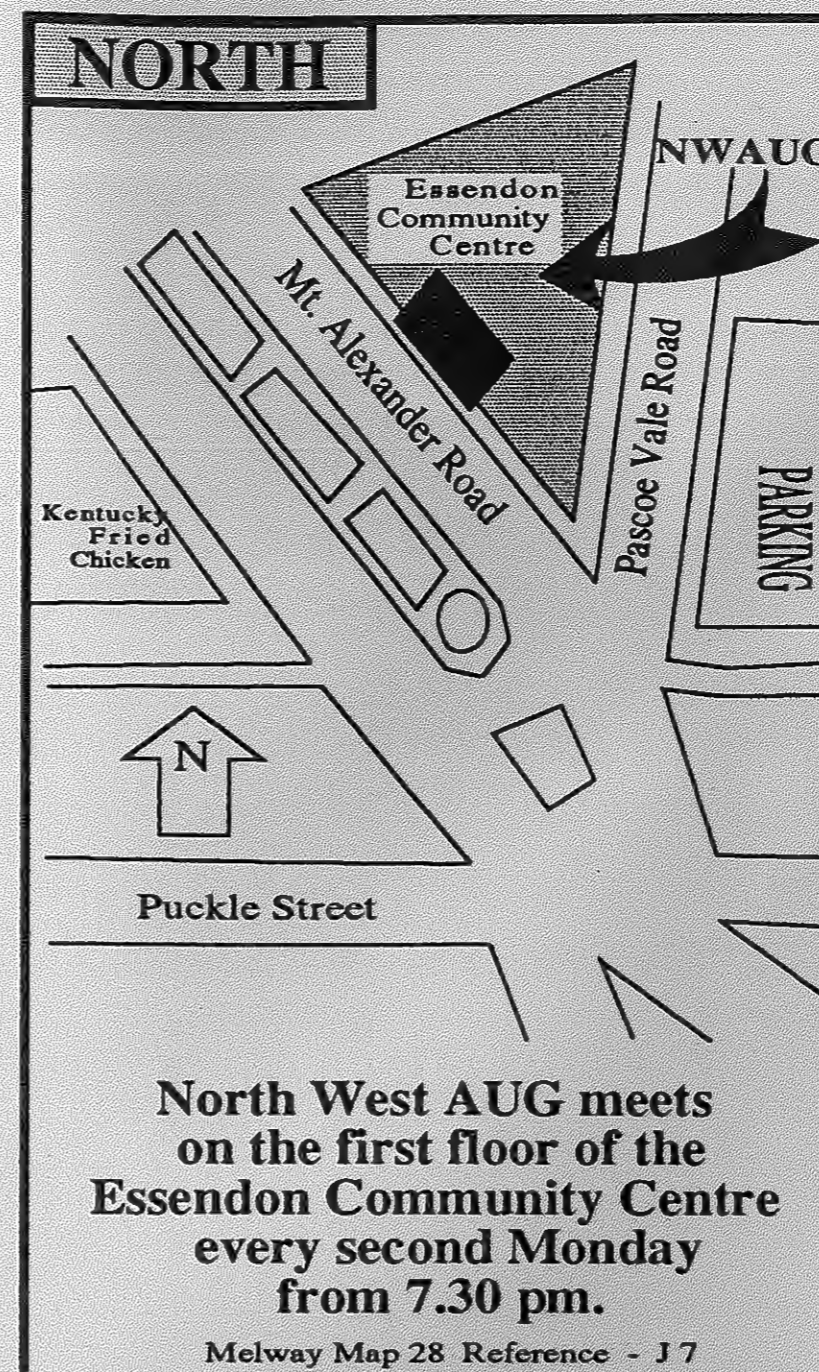 NORTH
NWAUG
Essendon
Community
Centre
Mt. Alexander Road
Pascoe Vale Road
PARKING
Kentucky
Fried
Chicken
N
Puckle Street
North West AUG meets
on the first floor of the
Essendon Community Centre
every second Monday
from 7.30 pm.
Melway Map 28 Reference - J 7